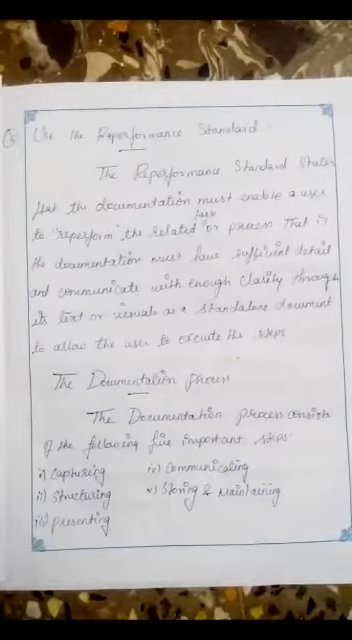 6) Use the Reperformance Standard :-
The Reperformance Standard States
that the documentation must enable a user
to "reperform" the related task or process that is
the documentation must have sufficient detail
and communicate with enough clarity through
its text or visuals as a standalone document
to allow the user to execute the steps
The Documentation process
The Documentation process consists
of the following five important steps
i) Capturing
ii) Structuring
iii) presenting
iv) Communicating
v) Storing & Maintaining